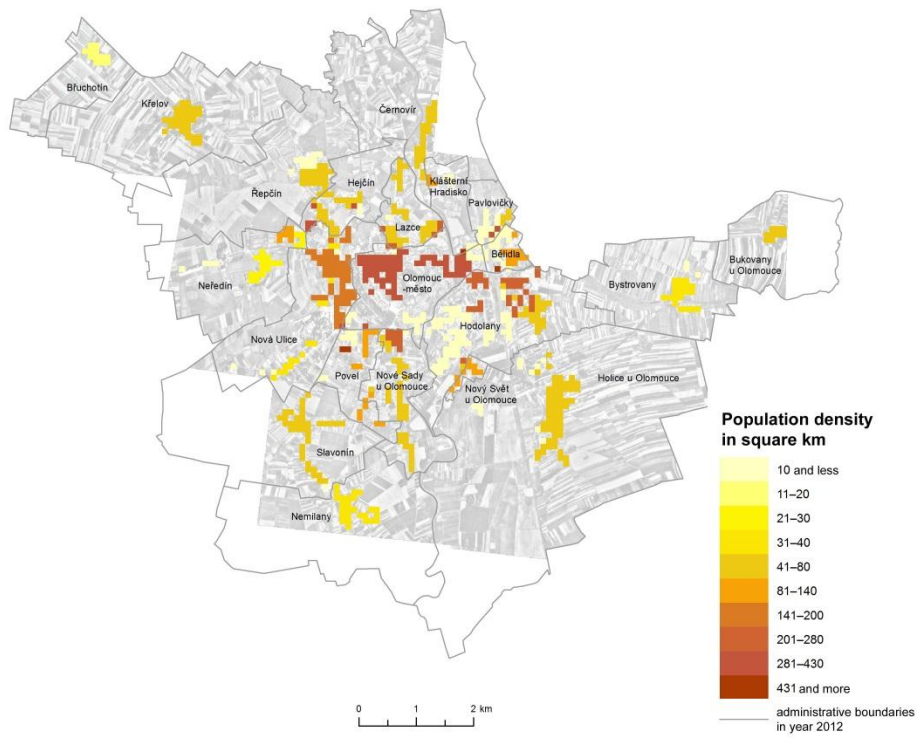 Břuchotín
Křelov
Černovír
Klášterní
Hradisko
Hejčín
Řepčín
Pavlovičky
Lazce
Bělidla
Bukovany
u Olomouce
Olomouc
-město
Bystrovany
Neředín
Hodolany
Nová Ulice
Povel
Nové Sady
u Olomouce
Nový Svět
u Olomouce
Holice u Olomouce
Slavonín
Nemilany
Population density
in square km
10 and less
11–20
21–30
31–40
41–80
81–140
141–200
201–280
281–430
431 and more
administrative boundaries
in year 2012
0 1 2 km